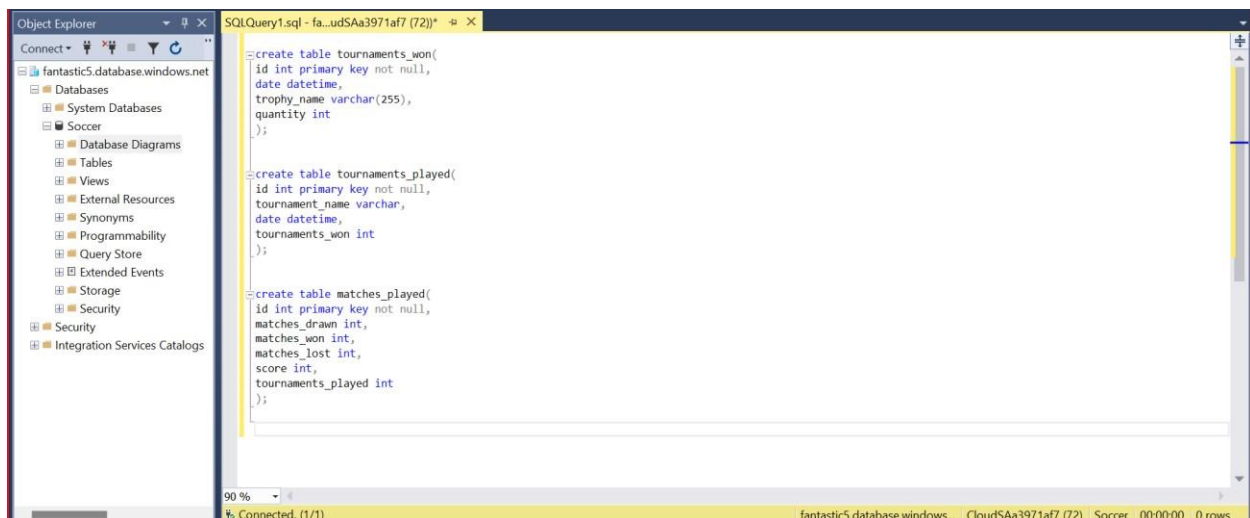 Object Explorer
Connect
fantastic5.database.windows.net
Databases
System Databases
Soccer
Database Diagrams
Tables
Views
External Resources
Synonyms
Programmability
Query Store
Extended Events
Storage
Security
Security
Integration Services Catalogs
SQLQuery1.sql - fa...udSAa3971af7 (72))*
create table tournaments_won(
id int primary key not null,
date datetime,
trophy_name varchar(255),
quantity int
);
create table tournaments_played(
id int primary key not null,
tournament_name varchar,
date datetime,
tournaments_won int
);
create table matches_played(
id int primary key not null,
matches_drawn int,
matches_won int,
matches_lost int,
score int,
tournaments_played int
);
90 %
Connected. (1/1)
fantastic5.database.windows... CloudSAa3971af7 (72) Soccer 00:00:00 0 rows